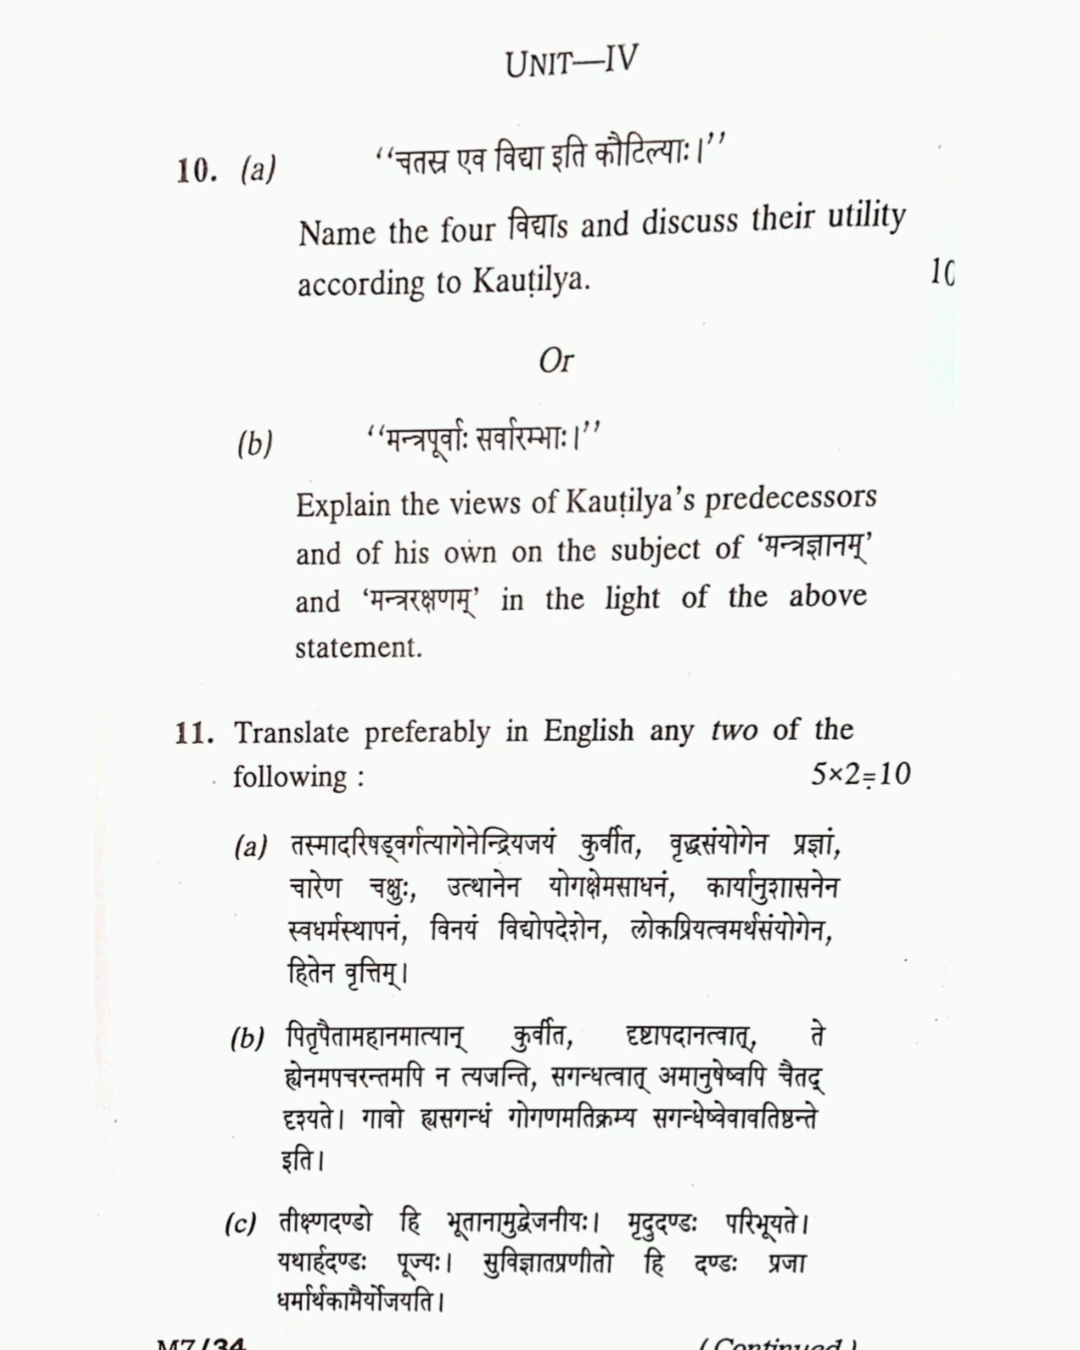 UNIT—IV
10. (a) ‘‘चतस्र एव विद्या इति कौटिल्याः।’’
Name the four विद्याs and discuss their utility
according to Kauṭilya. 10
Or
(b) ‘‘मन्त्रपूर्वाः सर्वारम्भाः।’’
Explain the views of Kauṭilya’s predecessors
and of his own on the subject of ‘मन्त्रज्ञानम्’
and ‘मन्त्ररक्षणम्’ in the light of the above
statement.
11. Translate preferably in English any two of the
following : 5×2=10
(a) तस्मादरिषड्वर्गत्यागेनेन्द्रियजयं कुर्वीत, वृद्धसंयोगेन प्रज्ञां,
चारेण चक्षुः, उत्थानेन योगक्षेमसाधनं, कार्यानुशासनेन
स्वधर्मस्थापनं, विनयं विद्योपदेशेन, लोकप्रियत्वमर्थसंयोगेन,
हितेन वृत्तिम्।
(b) पितृपैतामहानमात्यान् कुर्वीत, दृष्टापदानत्वात्, ते
ह्येनमपचरन्तमपि न त्यजन्ति, सगन्धत्वात् अमानुषेष्वपि चैतद्
दृश्यते। गावो ह्यसगन्धं गोगणमतिक्रम्य सगन्धेष्वेवावतिष्ठन्ते
इति।
(c) तीक्ष्णदण्डो हि भूतानामुद्वेजनीयः। मृदुदण्डः परिभूयते।
यथार्हदण्डः पूज्यः। सुविज्ञातप्रणीतो हि दण्डः प्रजा
धर्मार्थकामैर्योजयति।
M7/34 (Continued)